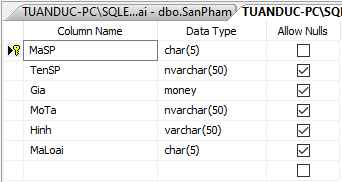 TUANDUC-PC\SQLE...ai - dbo.SanPham TUANDUC-PC\SQL
Column Name Data Type Allow Nulls
MaSP char(5)
TenSP nvarchar(50)
Gia money
MoTa nvarchar(50)
Hinh varchar(50)
MaLoai char(5)